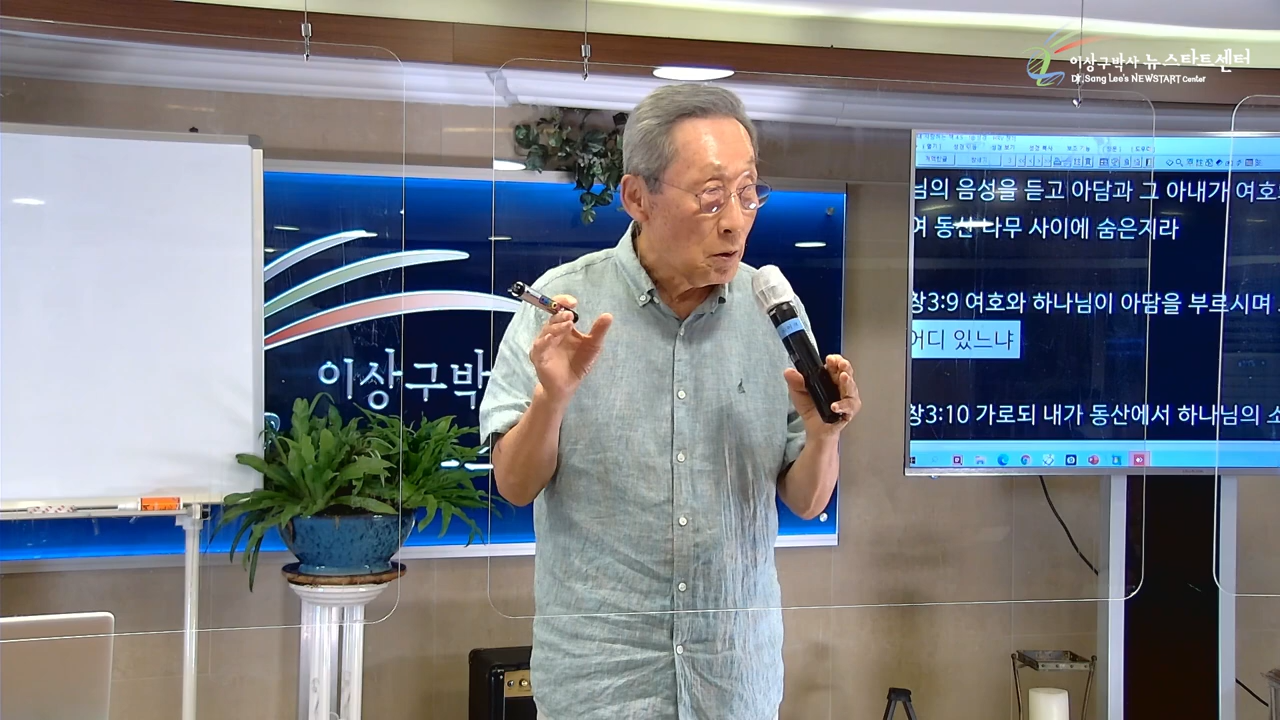 이상구박사 뉴스타트센터
Dr. Sang Lee's NEWSTART Center
이상구박
님의 음성을 듣고 아담과 그 아내가 여호
여 동산 나무 사이에 숨은지라
창3:9 여호와 하나님이 아담을 부르시며
어디 있느냐
창3:10 가로되 내가 동산에서 하나님의 소